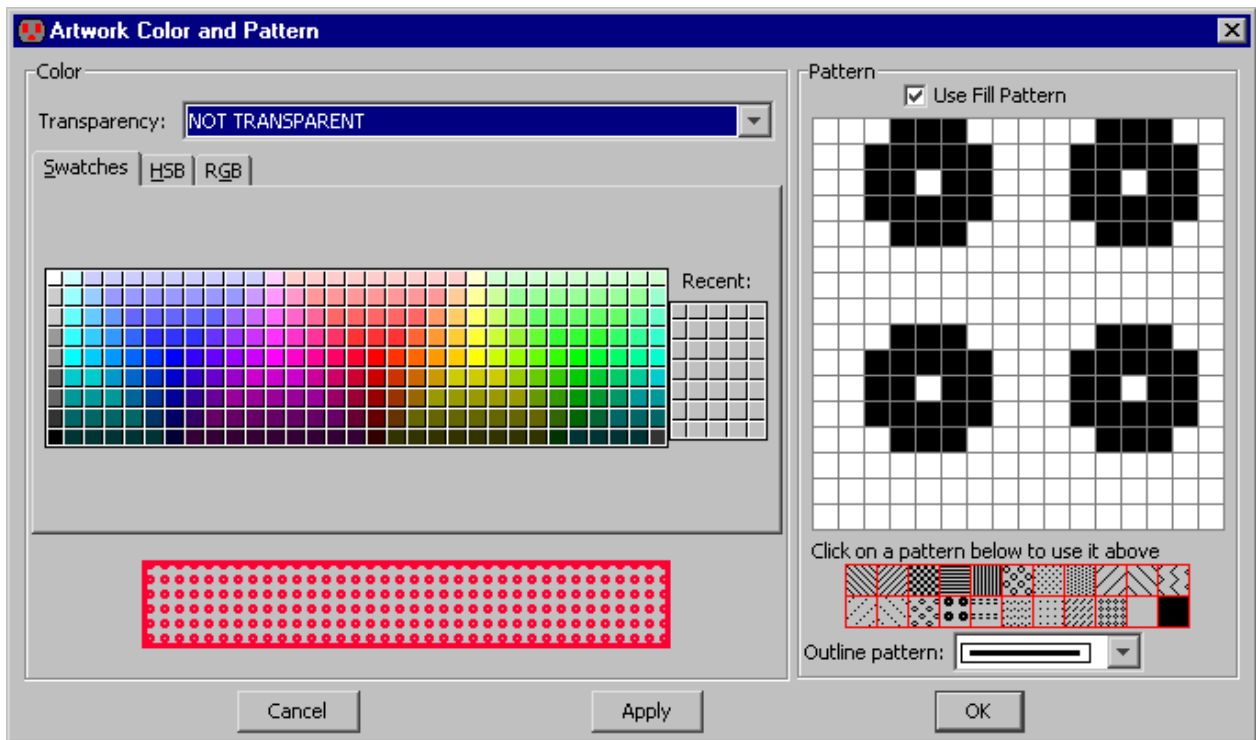 Artwork Color and Pattern
Color
Transparency: NOT TRANSPARENT
Swatches HSB RGB
Recent:
Pattern
Use Fill Pattern
Click on a pattern below to use it above
Outline pattern:
Cancel Apply OK